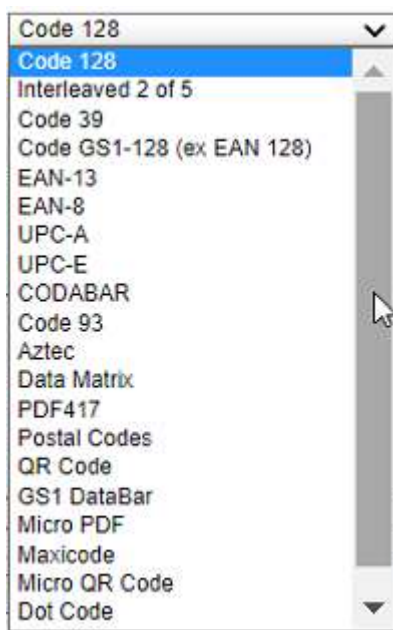 Code 128
Code 128
Interleaved 2 of 5
Code 39
Code GS1-128 (ex EAN 128)
EAN-13
EAN-8
UPC-A
UPC-E
CODABAR
Code 93
Aztec
Data Matrix
PDF417
Postal Codes
QR Code
GS1 DataBar
Micro PDF
Maxicode
Micro QR Code
Dot Code